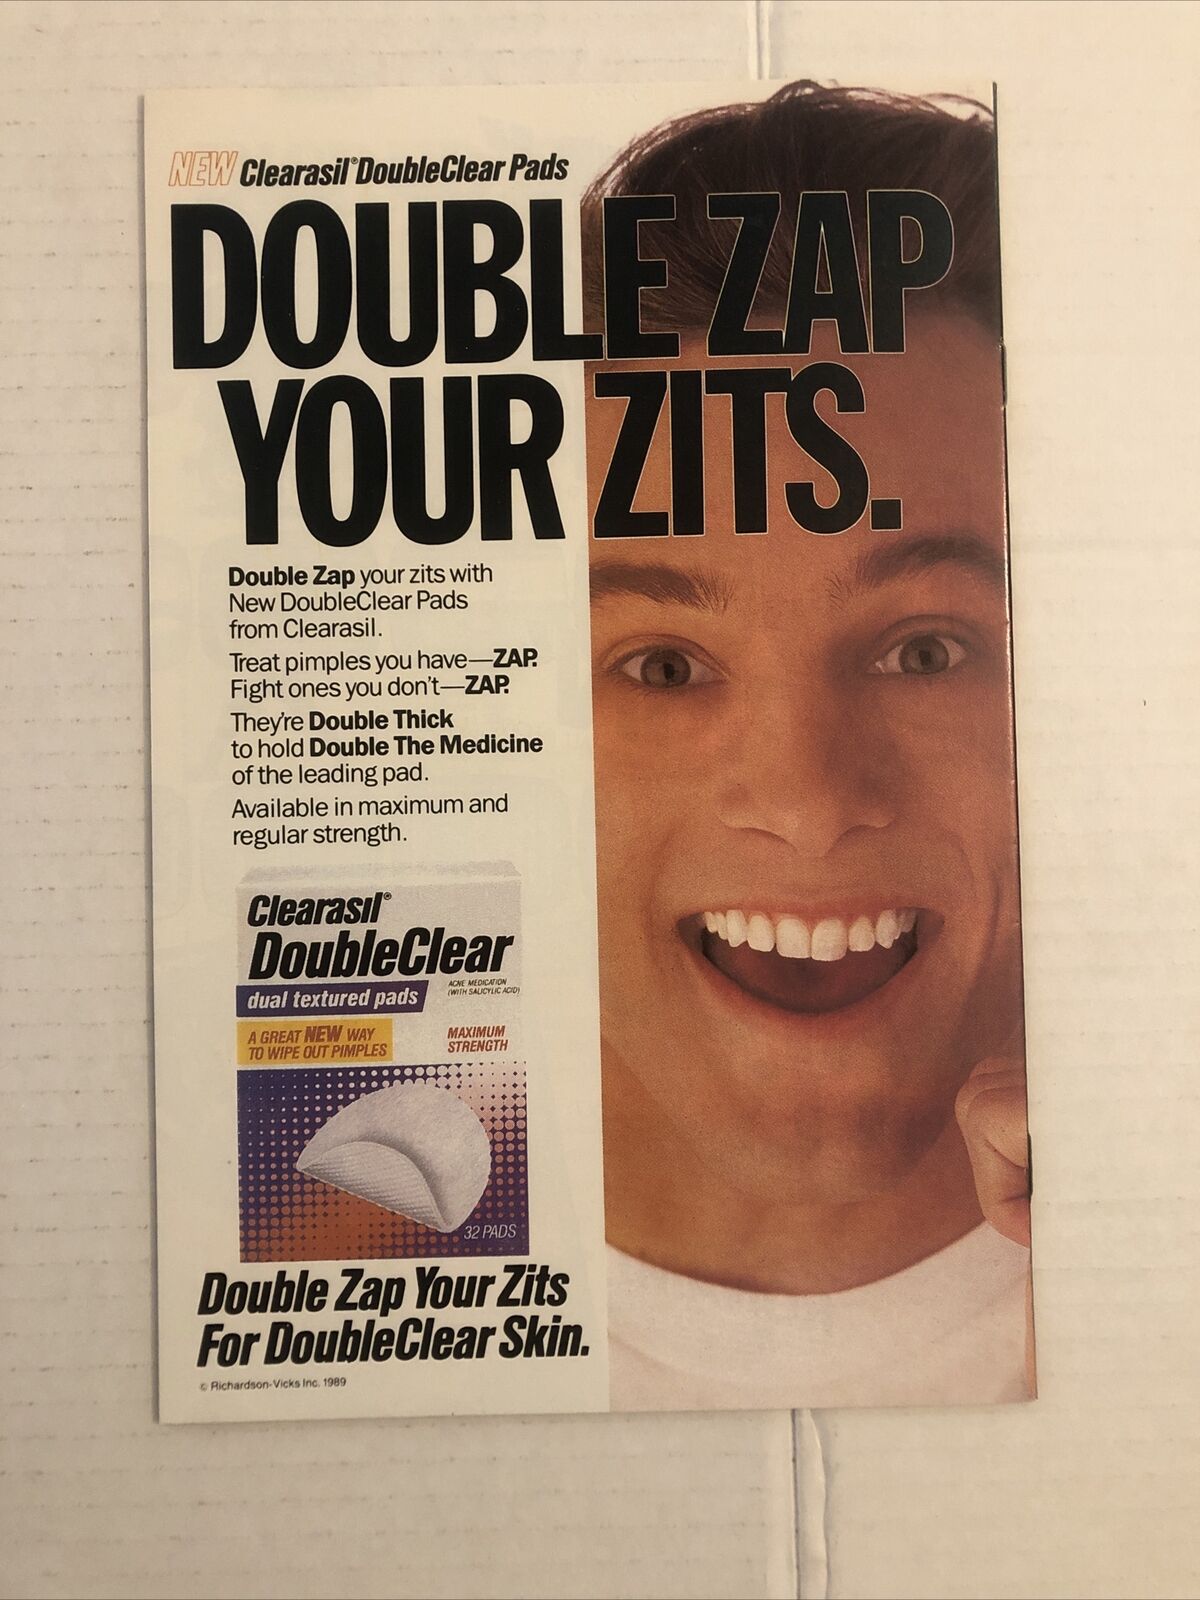 NEW Clearasil® DoubleClear Pads
DOUBLE ZAP
YOUR ZITS.
Double Zap your zits with
New DoubleClear Pads
from Clearasil.
Treat pimples you have—ZAP.
Fight ones you don't—ZAP.
They're Double Thick
to hold Double The Medicine
of the leading pad.
Available in maximum and
regular strength.
Clearasil®
DoubleClear
dual textured pads
ACNE MEDICATION
(WITH SALICYLIC ACID)
A GREAT NEW WAY
TO WIPE OUT PIMPLES
MAXIMUM
STRENGTH
32 PADS
Double Zap Your Zits
For DoubleClear Skin.
© Richardson-Vicks Inc. 1989